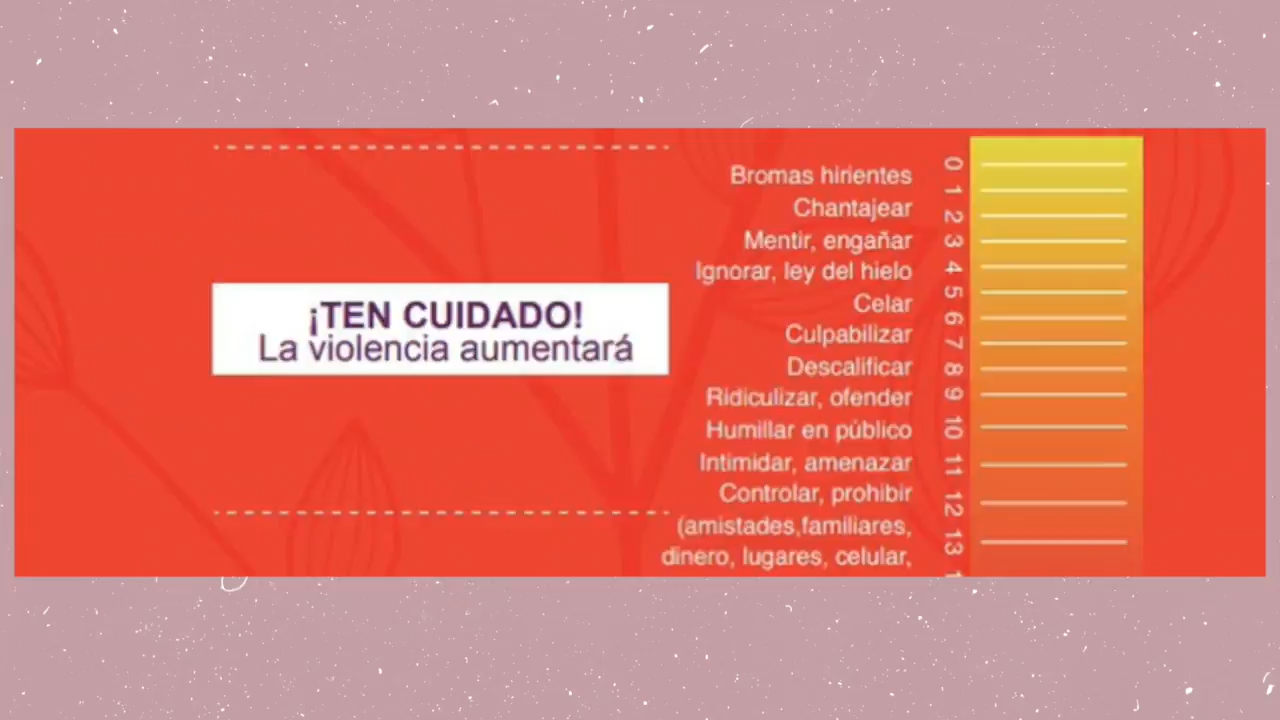 ¡TEN CUIDADO!
La violencia aumentará
Bromas hirientes
Chantajear
Mentir, engañar
Ignorar, ley del hielo
Celar
Culpabilizar
Descalificar
Ridiculizar, ofender
Humillar en público
Intimidar, amenazar
Controlar, prohibir
(amistades,familiares,
dinero, lugares, celular,
0
1
2
3
4
5
6
7
8
9
10
11
12
13